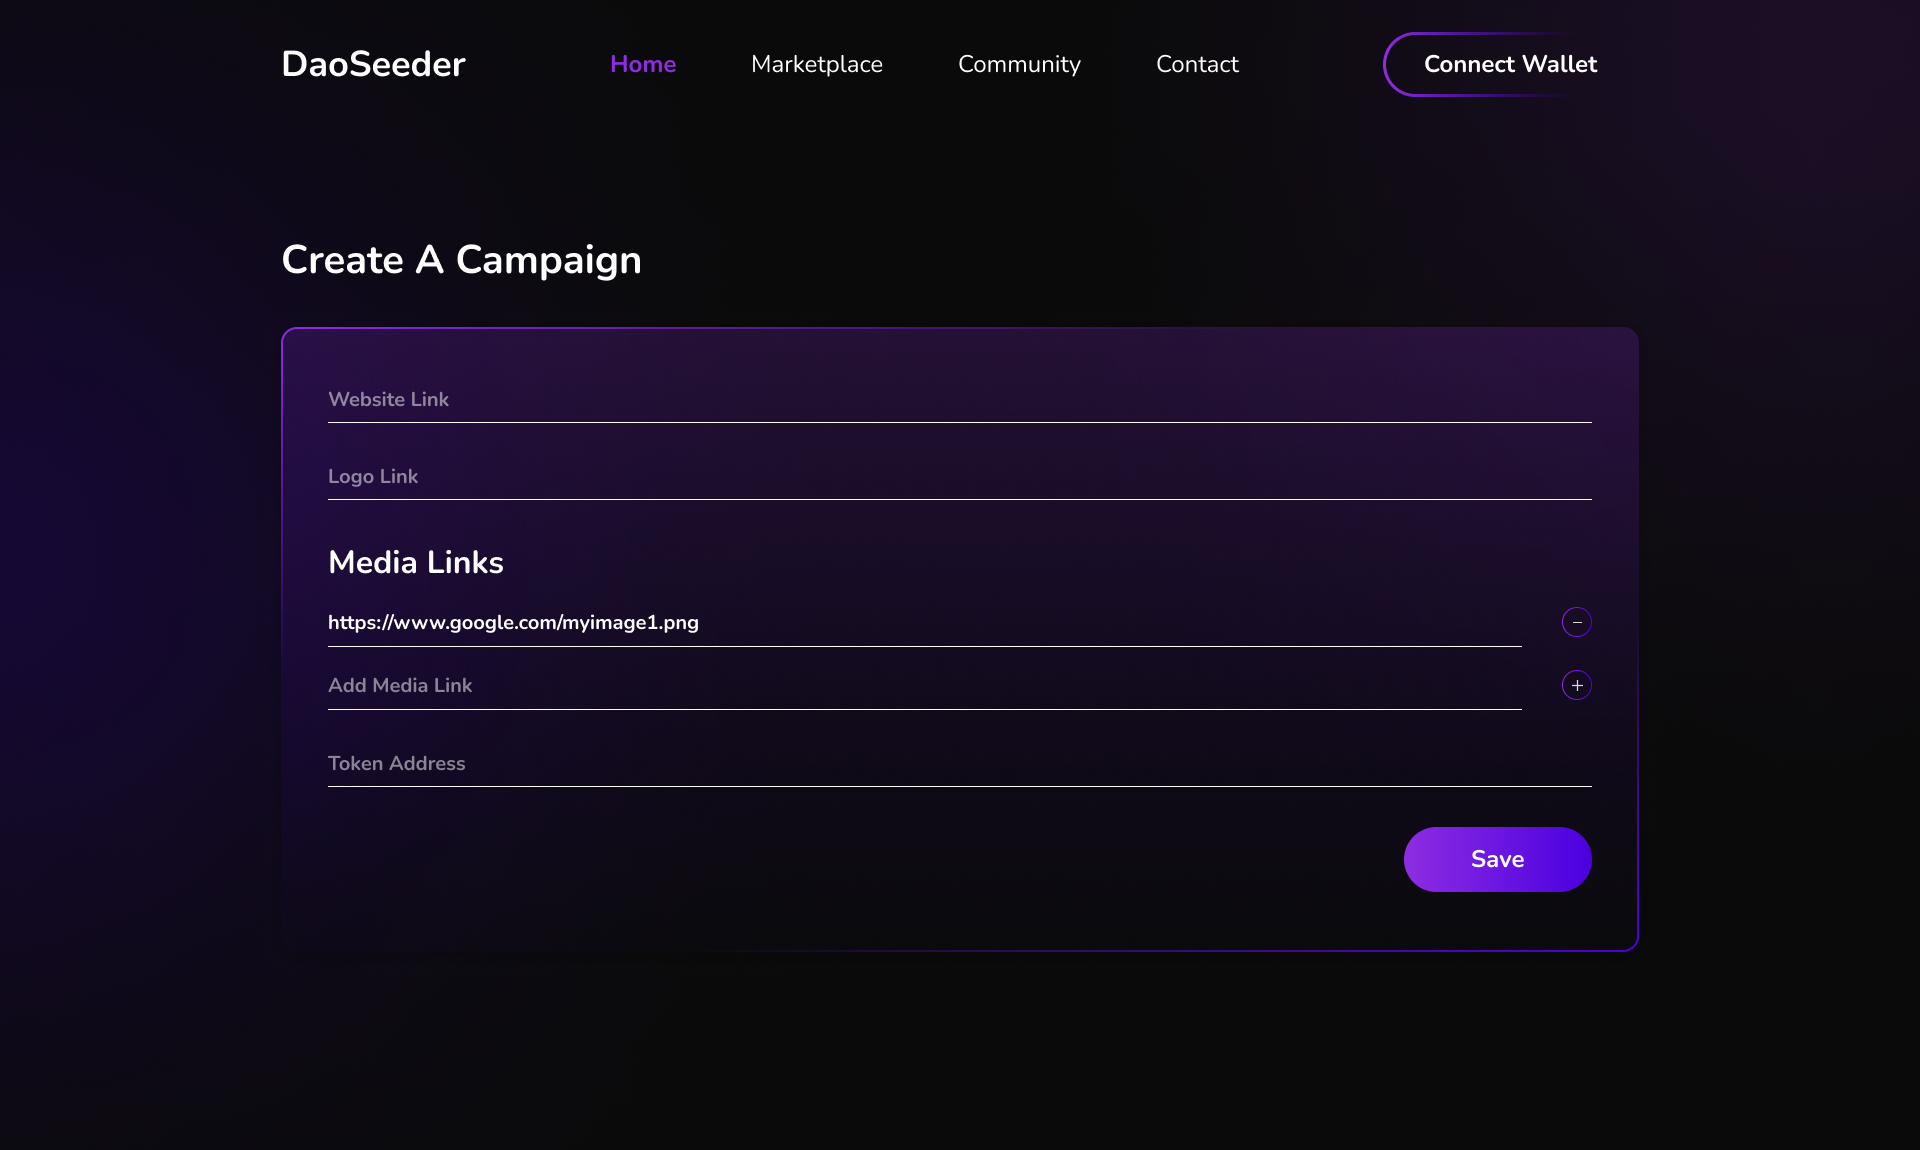 DaoSeeder
Home
Marketplace
Community
Contact
Connect Wallet
Create A Campaign
Website Link
Logo Link
Media Links
https://www.google.com/myimage1.png
Add Media Link
Token Address
Save